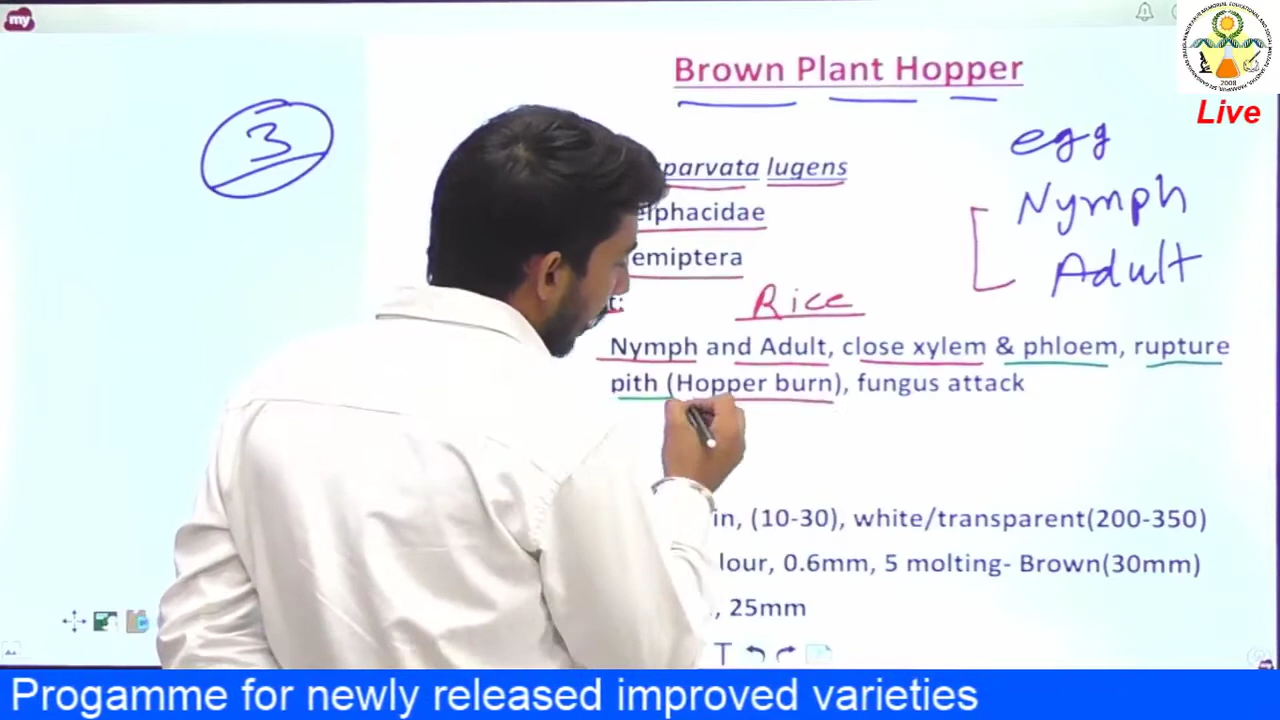 my
Brown Plant Hopper
Live
3
egg
parvata lugens
Nymph
elphacidae
Adult
emiptera
t:
Rice
Nymph and Adult, close xylem & phloem, rupture
pith (Hopper burn), fungus attack
in, (10-30), white/transparent(200-350)
lour, 0.6mm, 5 molting- Brown(30mm)
, 25mm
T
2008
Progamme for newly released improved varieties